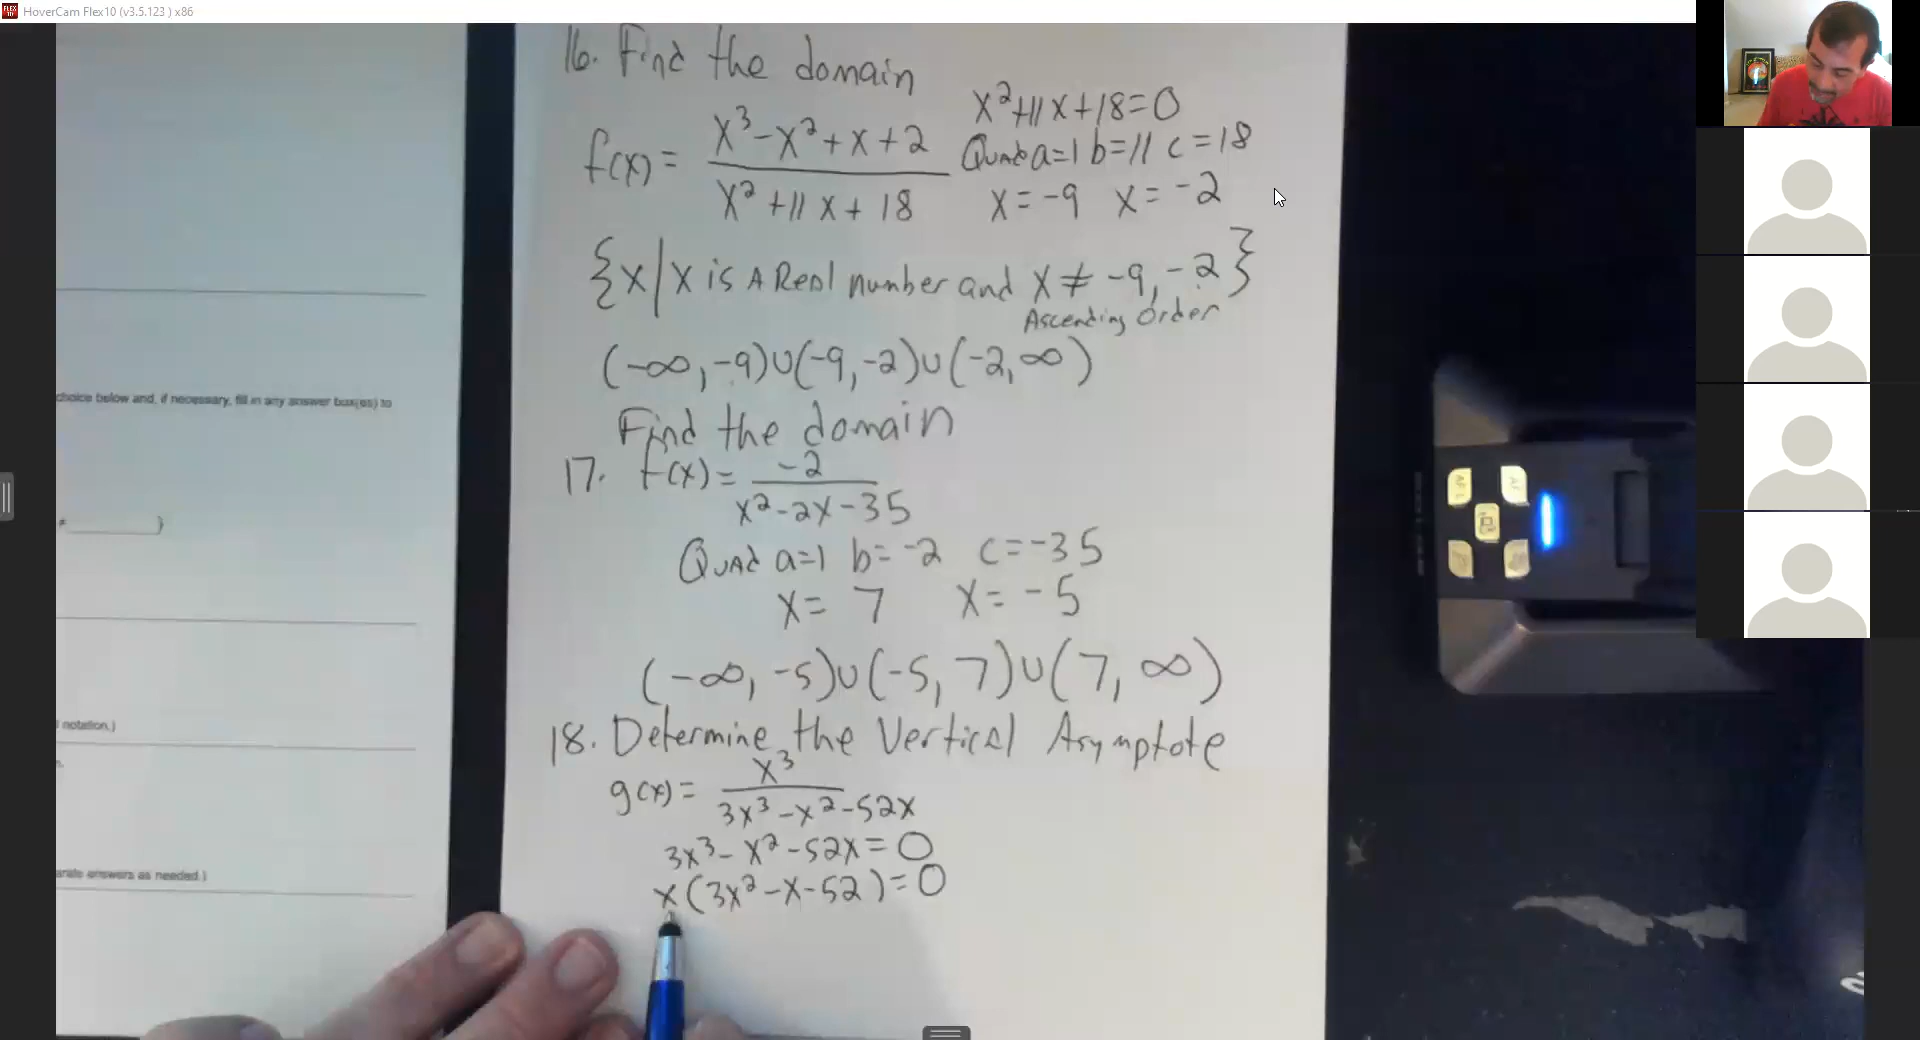 HoverCam Flex10 (v3.5.123 ) x86
16. Find the domain
f(x) = x³-x²+x+2 / x²+11x+18
x²+11x+18=0
Quad a=1 b=11 c=18
x=-9 x=-2
{x|x is A Real number and x≠-9,-2}
Ascending Order
(-∞,-9)∪(-9,-2)∪(-2,∞)
Find the domain
17. f(x)= -2 / x²-2x-35
Quad a=1 b=-2 c=-35
x= 7 x= -5
(-∞,-5)∪(-5,7)∪(7,∞)
18. Determine the Vertical Asymptote
g(x)= x³ / 3x³-x²-52x
3x³-x²-52x=0
x(3x²-x-52)=0
choice below and, if necessary, fill in any answer box(es) to
≠ }
notation.)
arate answers as needed.)